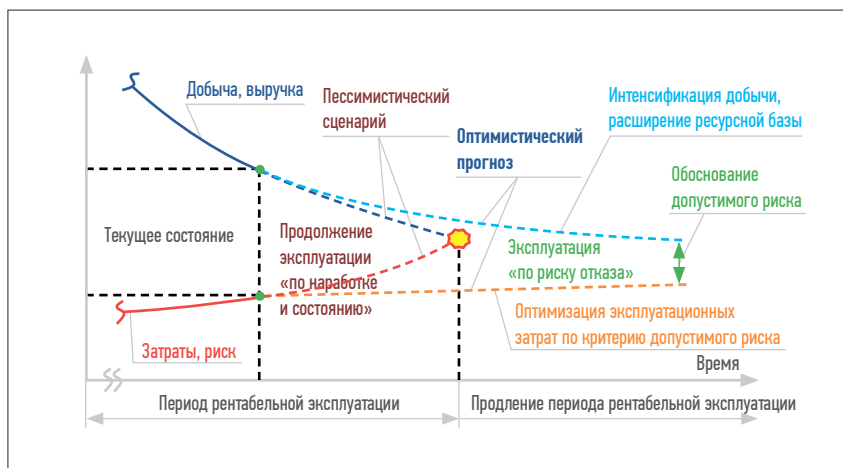 Добыча, выручка
Пессимистический
сценарий
Оптимистический
прогноз
Интенсификация добычи,
расширение ресурсной базы
Обоснование
допустимого риска
Текущее состояние
Продолжение
эксплуатации
«по наработке
и состоянию»
Эксплуатация
«по риску отказа»
Оптимизация эксплуатационных
затрат по критерию допустимого риска
Затраты, риск
Время
Период рентабельной эксплуатации
Продление периода рентабельной эксплуатации